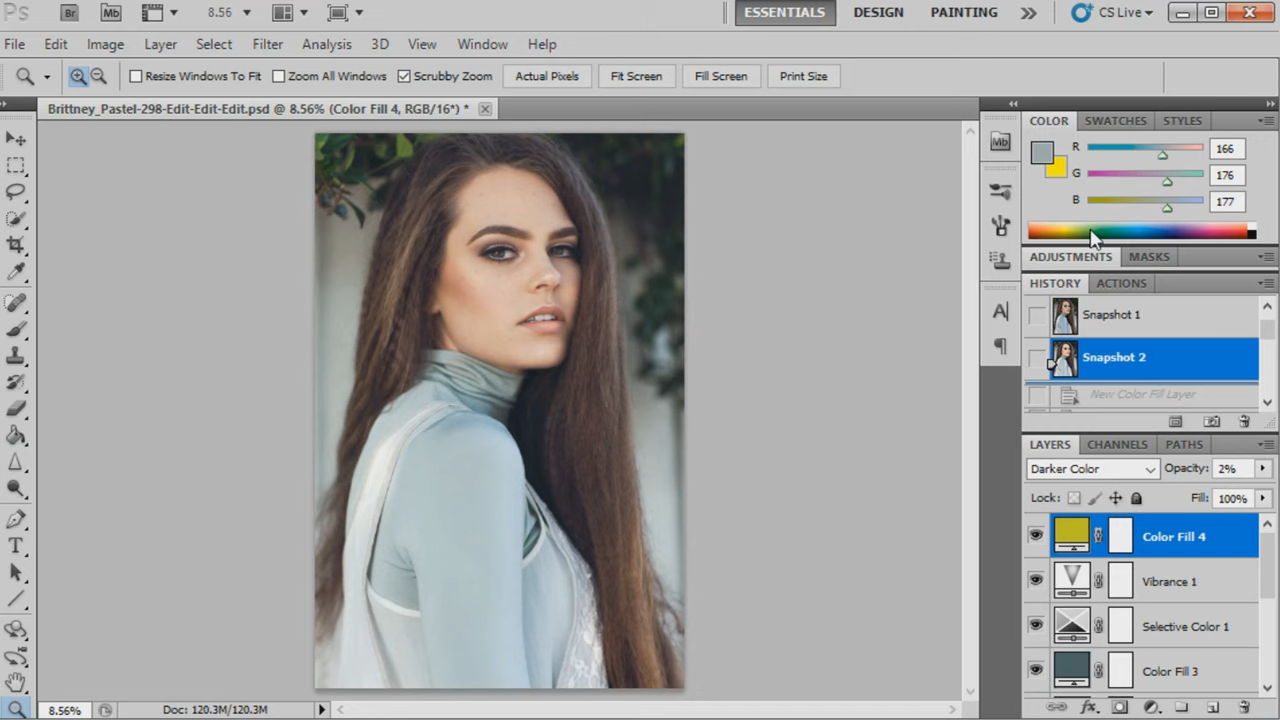 Ps Br Mb 8.56 ESSENTIALS DESIGN PAINTING CS Live
File Edit Image Layer Select Filter Analysis 3D View Window Help
Resize Windows To Fit Zoom All Windows Scrubby Zoom Actual Pixels Fit Screen Fill Screen Print Size
Brittney_Pastel-298-Edit-Edit-Edit.psd @ 8.56% (Color Fill 4, RGB/16*) *
COLOR SWATCHES STYLES
Mb
R 166
G 176
B 177
ADJUSTMENTS MASKS
HISTORY ACTIONS
A
Snapshot 1
¶
Snapshot 2
New Color Fill Layer
LAYERS CHANNELS PATHS
Darker Color Opacity: 2%
Lock: Fill: 100%
Color Fill 4
T
Vibrance 1
Selective Color 1
Color Fill 3
fx
8.56% Doc: 120.3M/120.3M